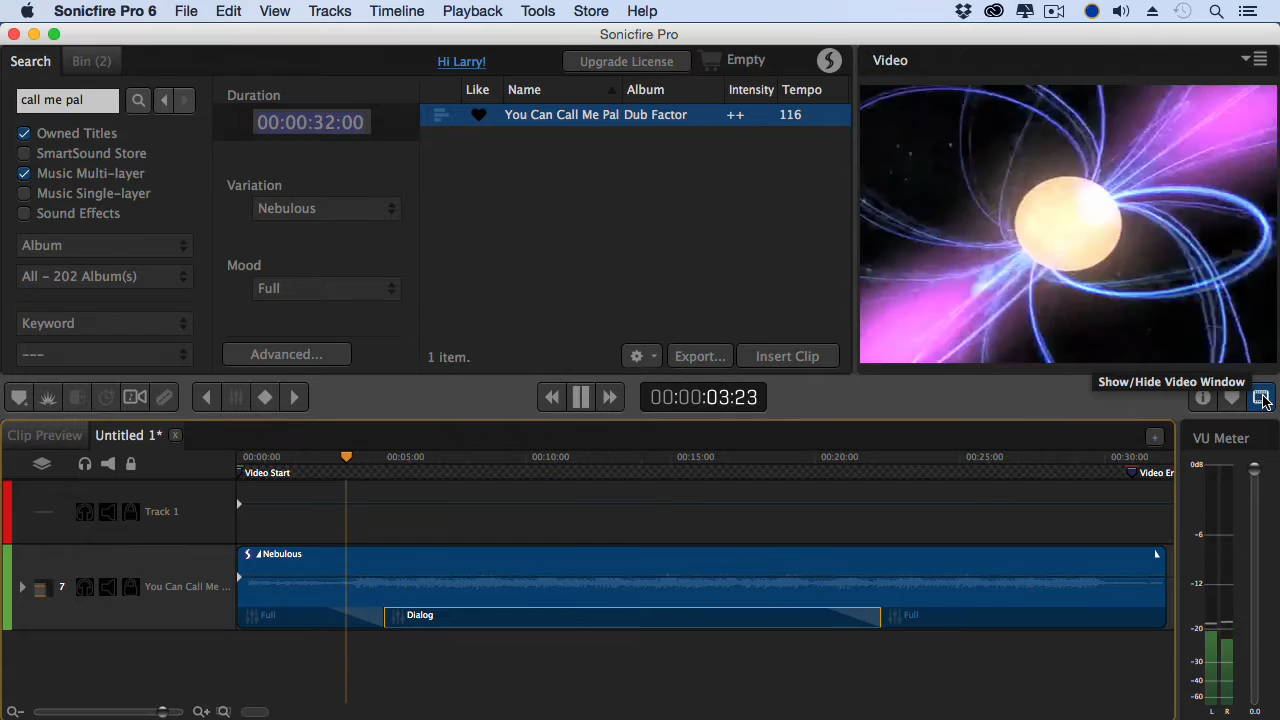 Sonicfire Pro 6 File Edit View Tracks Timeline Playback Tools Store Help
Sonicfire Pro
Search Bin (2) Hi Larry! Upgrade License Empty Video
call me pal
Owned Titles
SmartSound Store
Music Multi-layer
Music Single-layer
Sound Effects
Album
All – 202 Album(s)
Keyword
---
Duration
00:00:32:00
Variation
Nebulous
Mood
Full
Advanced...
Like Name Album Intensity Tempo
You Can Call Me Pal Dub Factor ++ 116
1 item. Export... Insert Clip
Show/Hide Video Window
00:00:03:23
Clip Preview Untitled 1* x +
00:00:00 00:05:00 00:10:00 00:15:00 00:20:00 00:25:00 00:30:00
Video Start Video Er
Track 1
Nebulous
7 You Can Call Me ...
Full Dialog Full
VU Meter
0dB
-6
-12
-20
-30
-40
-60
L R 0.0